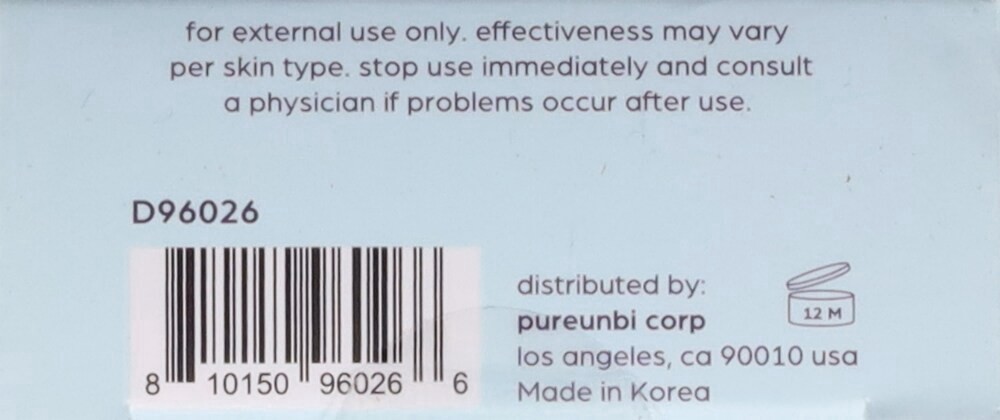 for external use only. effectiveness may vary
per skin type. stop use immediately and consult
a physician if problems occur after use.
D96026
8 10150 96026 6
distributed by:
pureunbi corp
los angeles, ca 90010 usa
Made in Korea
12 M